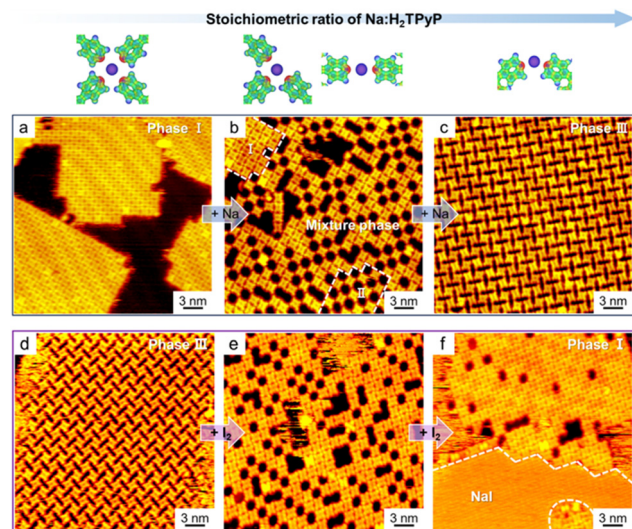 Stoichiometric ratio of Na:H₂TPyP
a
Phase Ⅰ
3 nm
+ Na
b
Ⅰ
Mixture phase
Ⅱ
3 nm
+ Na
c
Phase Ⅲ
3 nm
d
Phase Ⅲ
3 nm
+ I₂
e
3 nm
+ I₂
f
Phase Ⅰ
NaI
3 nm